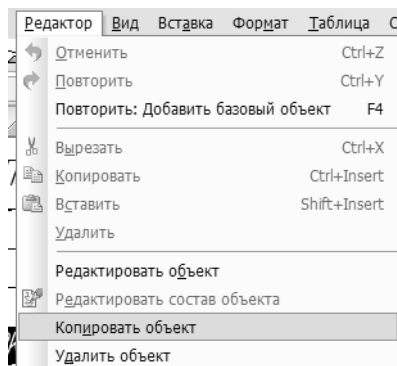 Редактор Вид Вставка Формат Таблица
Отменить Ctrl+Z
Повторить Ctrl+Y
Повторить: Добавить базовый объект F4
Вырезать Ctrl+X
Копировать Ctrl+Insert
Вставить Shift+Insert
Удалить
Редактировать объект
Редактировать состав объекта
Копировать объект
Удалить объект